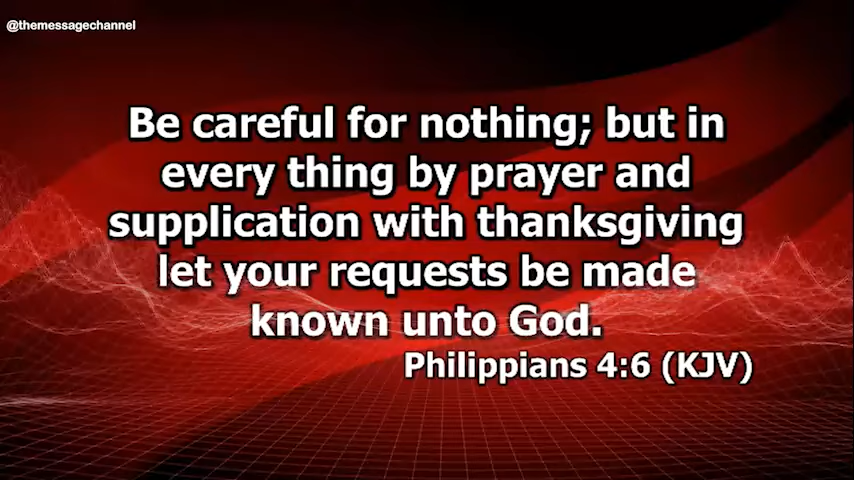 @themessagechannel
Be careful for nothing; but in
every thing by prayer and
supplication with thanksgiving
let your requests be made
known unto God.
Philippians 4:6 (KJV)